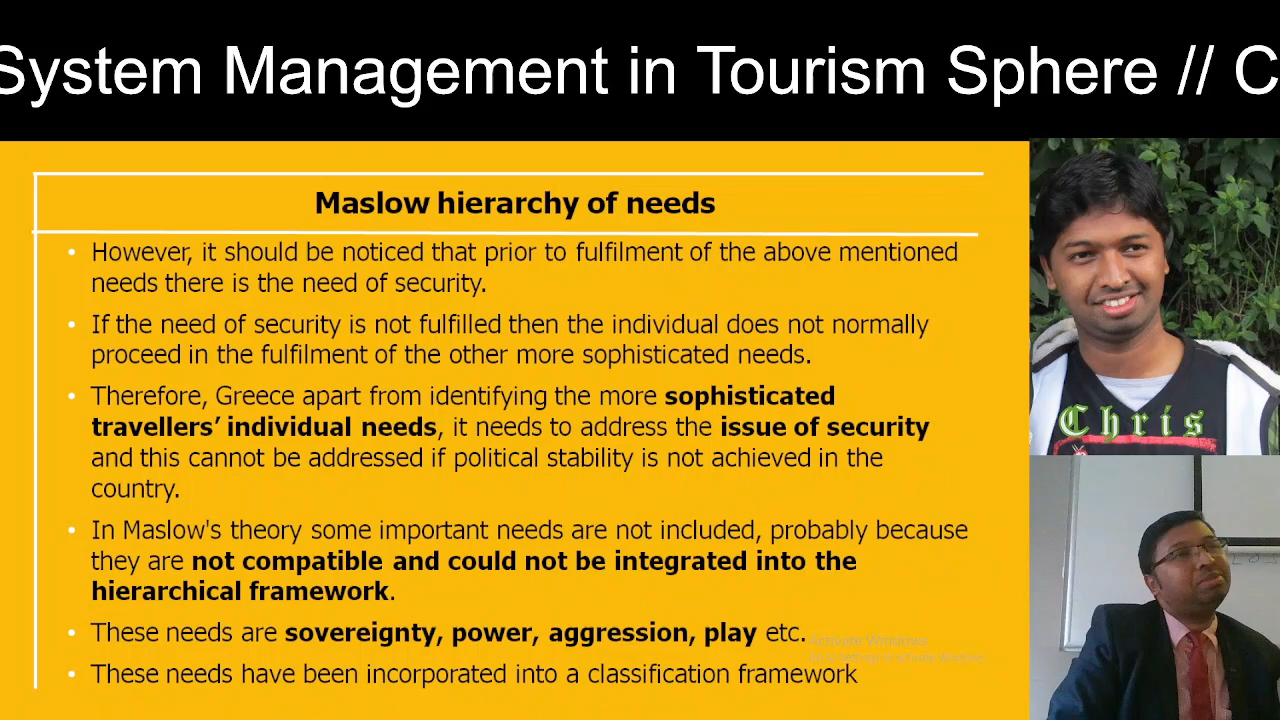 System Management in Tourism Sphere // C
Maslow hierarchy of needs
• However, it should be noticed that prior to fulfilment of the above mentioned
needs there is the need of security.
• If the need of security is not fulfilled then the individual does not normally
proceed in the fulfilment of the other more sophisticated needs.
• Therefore, Greece apart from identifying the more sophisticated
travellers’ individual needs, it needs to address the issue of security
and this cannot be addressed if political stability is not achieved in the
country.
• In Maslow's theory some important needs are not included, probably because
they are not compatible and could not be integrated into the
hierarchical framework.
• These needs are sovereignty, power, aggression, play etc.
• These needs have been incorporated into a classification framework
Activate Windows
Chris